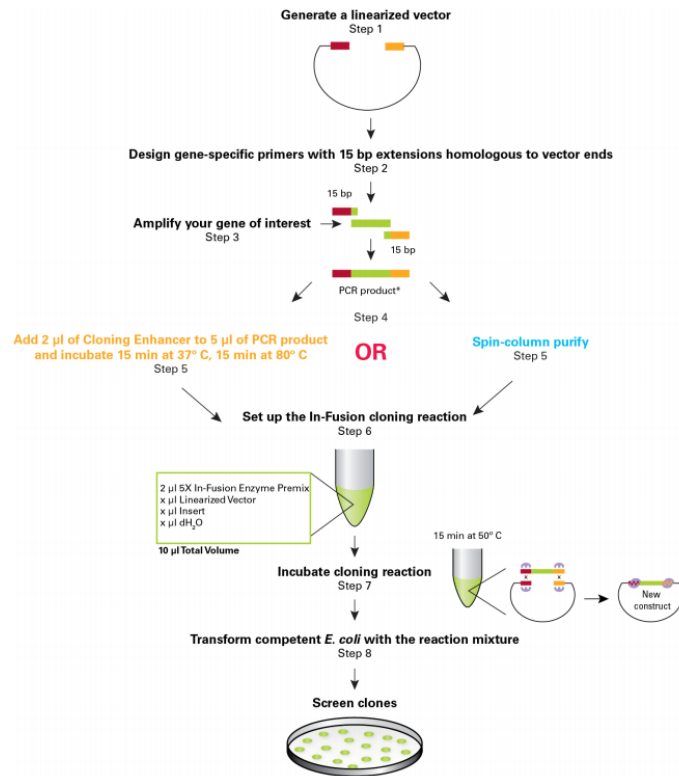 Generate a linearized vector
Step 1
Design gene-specific primers with 15 bp extensions homologous to vector ends
Step 2
15 bp
Amplify your gene of interest
Step 3
15 bp
PCR product*
Step 4
Add 2 µl of Cloning Enhancer to 5 µl of PCR product
and incubate 15 min at 37° C, 15 min at 80° C
Step 5
OR
Spin-column purify
Step 5
Set up the In-Fusion cloning reaction
Step 6
2 µl 5X In-Fusion Enzyme Premix
x µl Linearized Vector
x µl Insert
x µl dH₂O
10 µl Total Volume
15 min at 50° C
Incubate cloning reaction
Step 7
x x
New
construct
Transform competent E. coli with the reaction mixture
Step 8
Screen clones